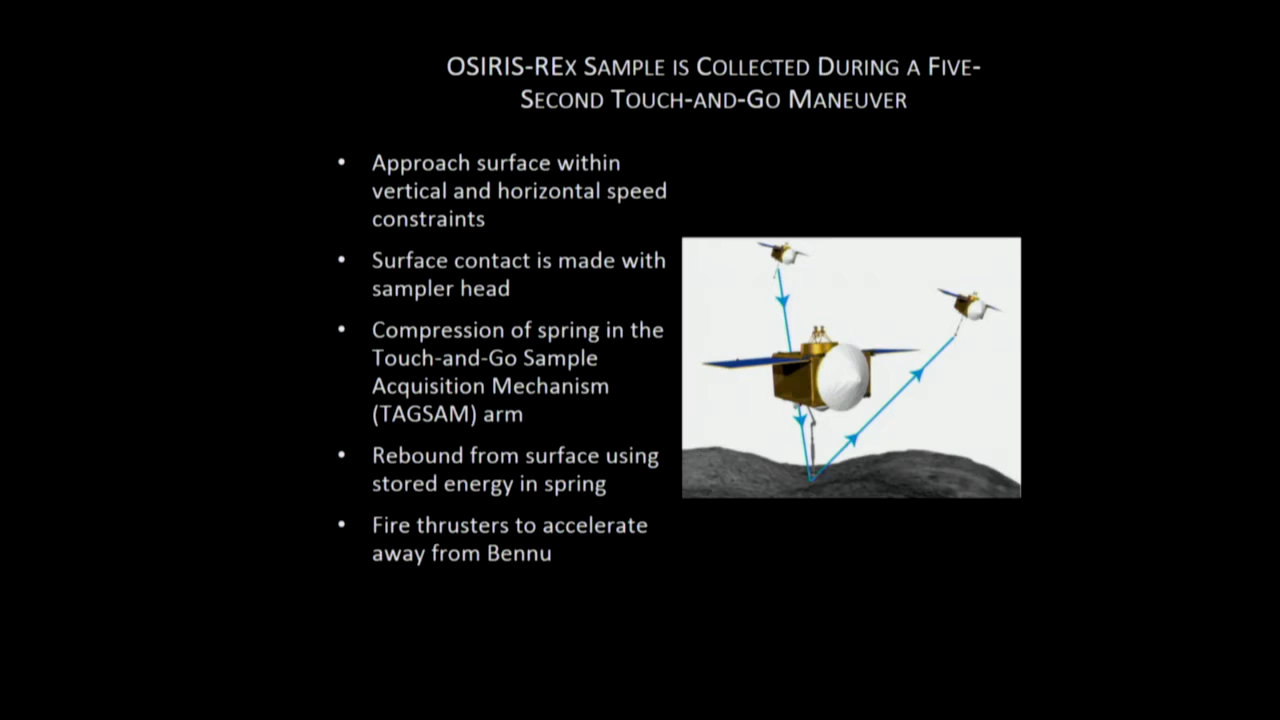 OSIRIS-REx Sample is Collected During a Five-
Second Touch-and-Go Maneuver
• Approach surface within
vertical and horizontal speed
constraints
• Surface contact is made with
sampler head
• Compression of spring in the
Touch-and-Go Sample
Acquisition Mechanism
(TAGSAM) arm
• Rebound from surface using
stored energy in spring
• Fire thrusters to accelerate
away from Bennu